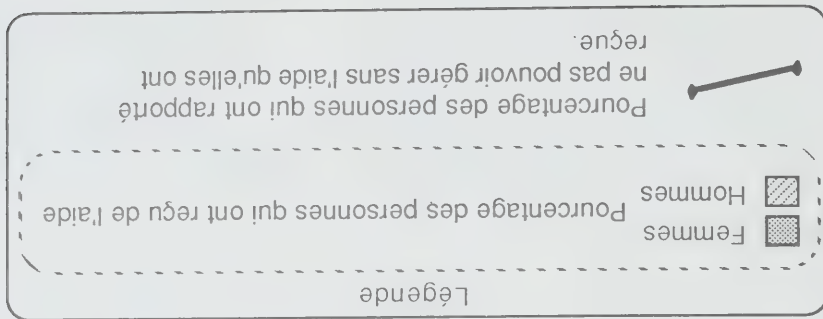 Légende
Femmes
Hommes
Pourcentage des personnes qui ont reçu de l'aide
Pourcentage des personnes qui ont rapporté
ne pas pouvoir gérer sans l'aide qu'elles ont
reçue.